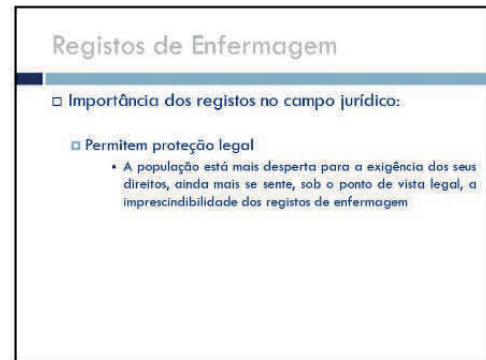 Registos de Enfermagem
Importância dos registos no campo jurídico:
Permitem proteção legal
• A população está mais desperta para a exigência dos seus
direitos, ainda mais se sente, sob o ponto de vista legal, a
imprescindibilidade dos registos de enfermagem